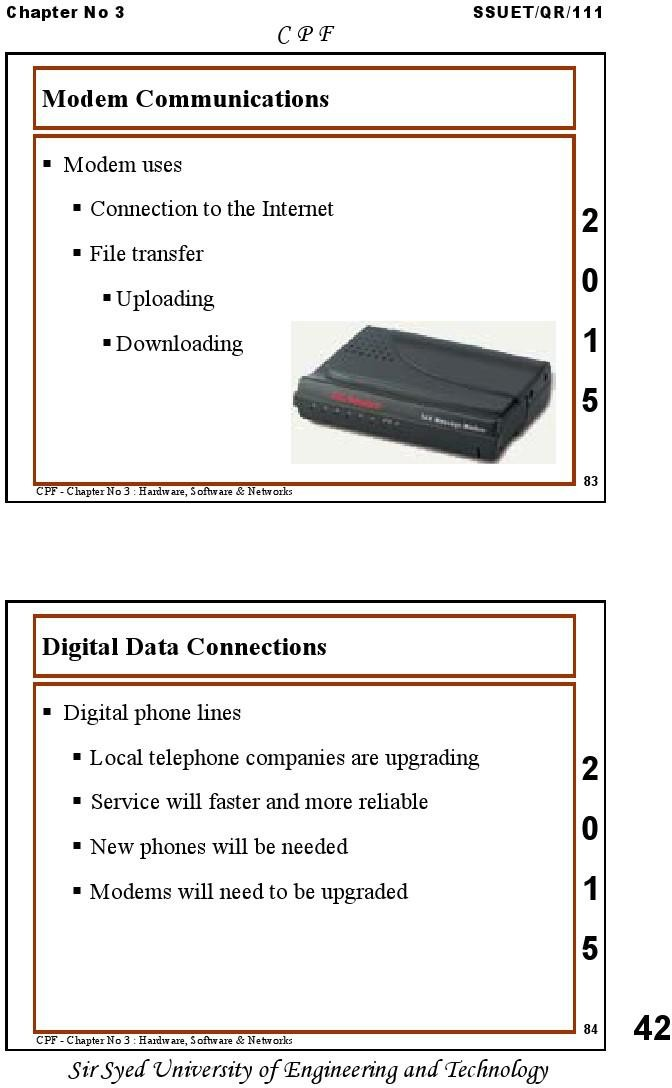 Chapter No 3
SSUET/QR/111
C P F
Modem Communications
▪ Modem uses
▪ Connection to the Internet
▪ File transfer
▪ Uploading
▪ Downloading
2
0
1
5
83
CPF - Chapter No 3 : Hardware, Software & Networks
Digital Data Connections
▪ Digital phone lines
▪ Local telephone companies are upgrading
▪ Service will faster and more reliable
▪ New phones will be needed
▪ Modems will need to be upgraded
2
0
1
5
84
CPF - Chapter No 3 : Hardware, Software & Networks
42
Sir Syed University of Engineering and Technology